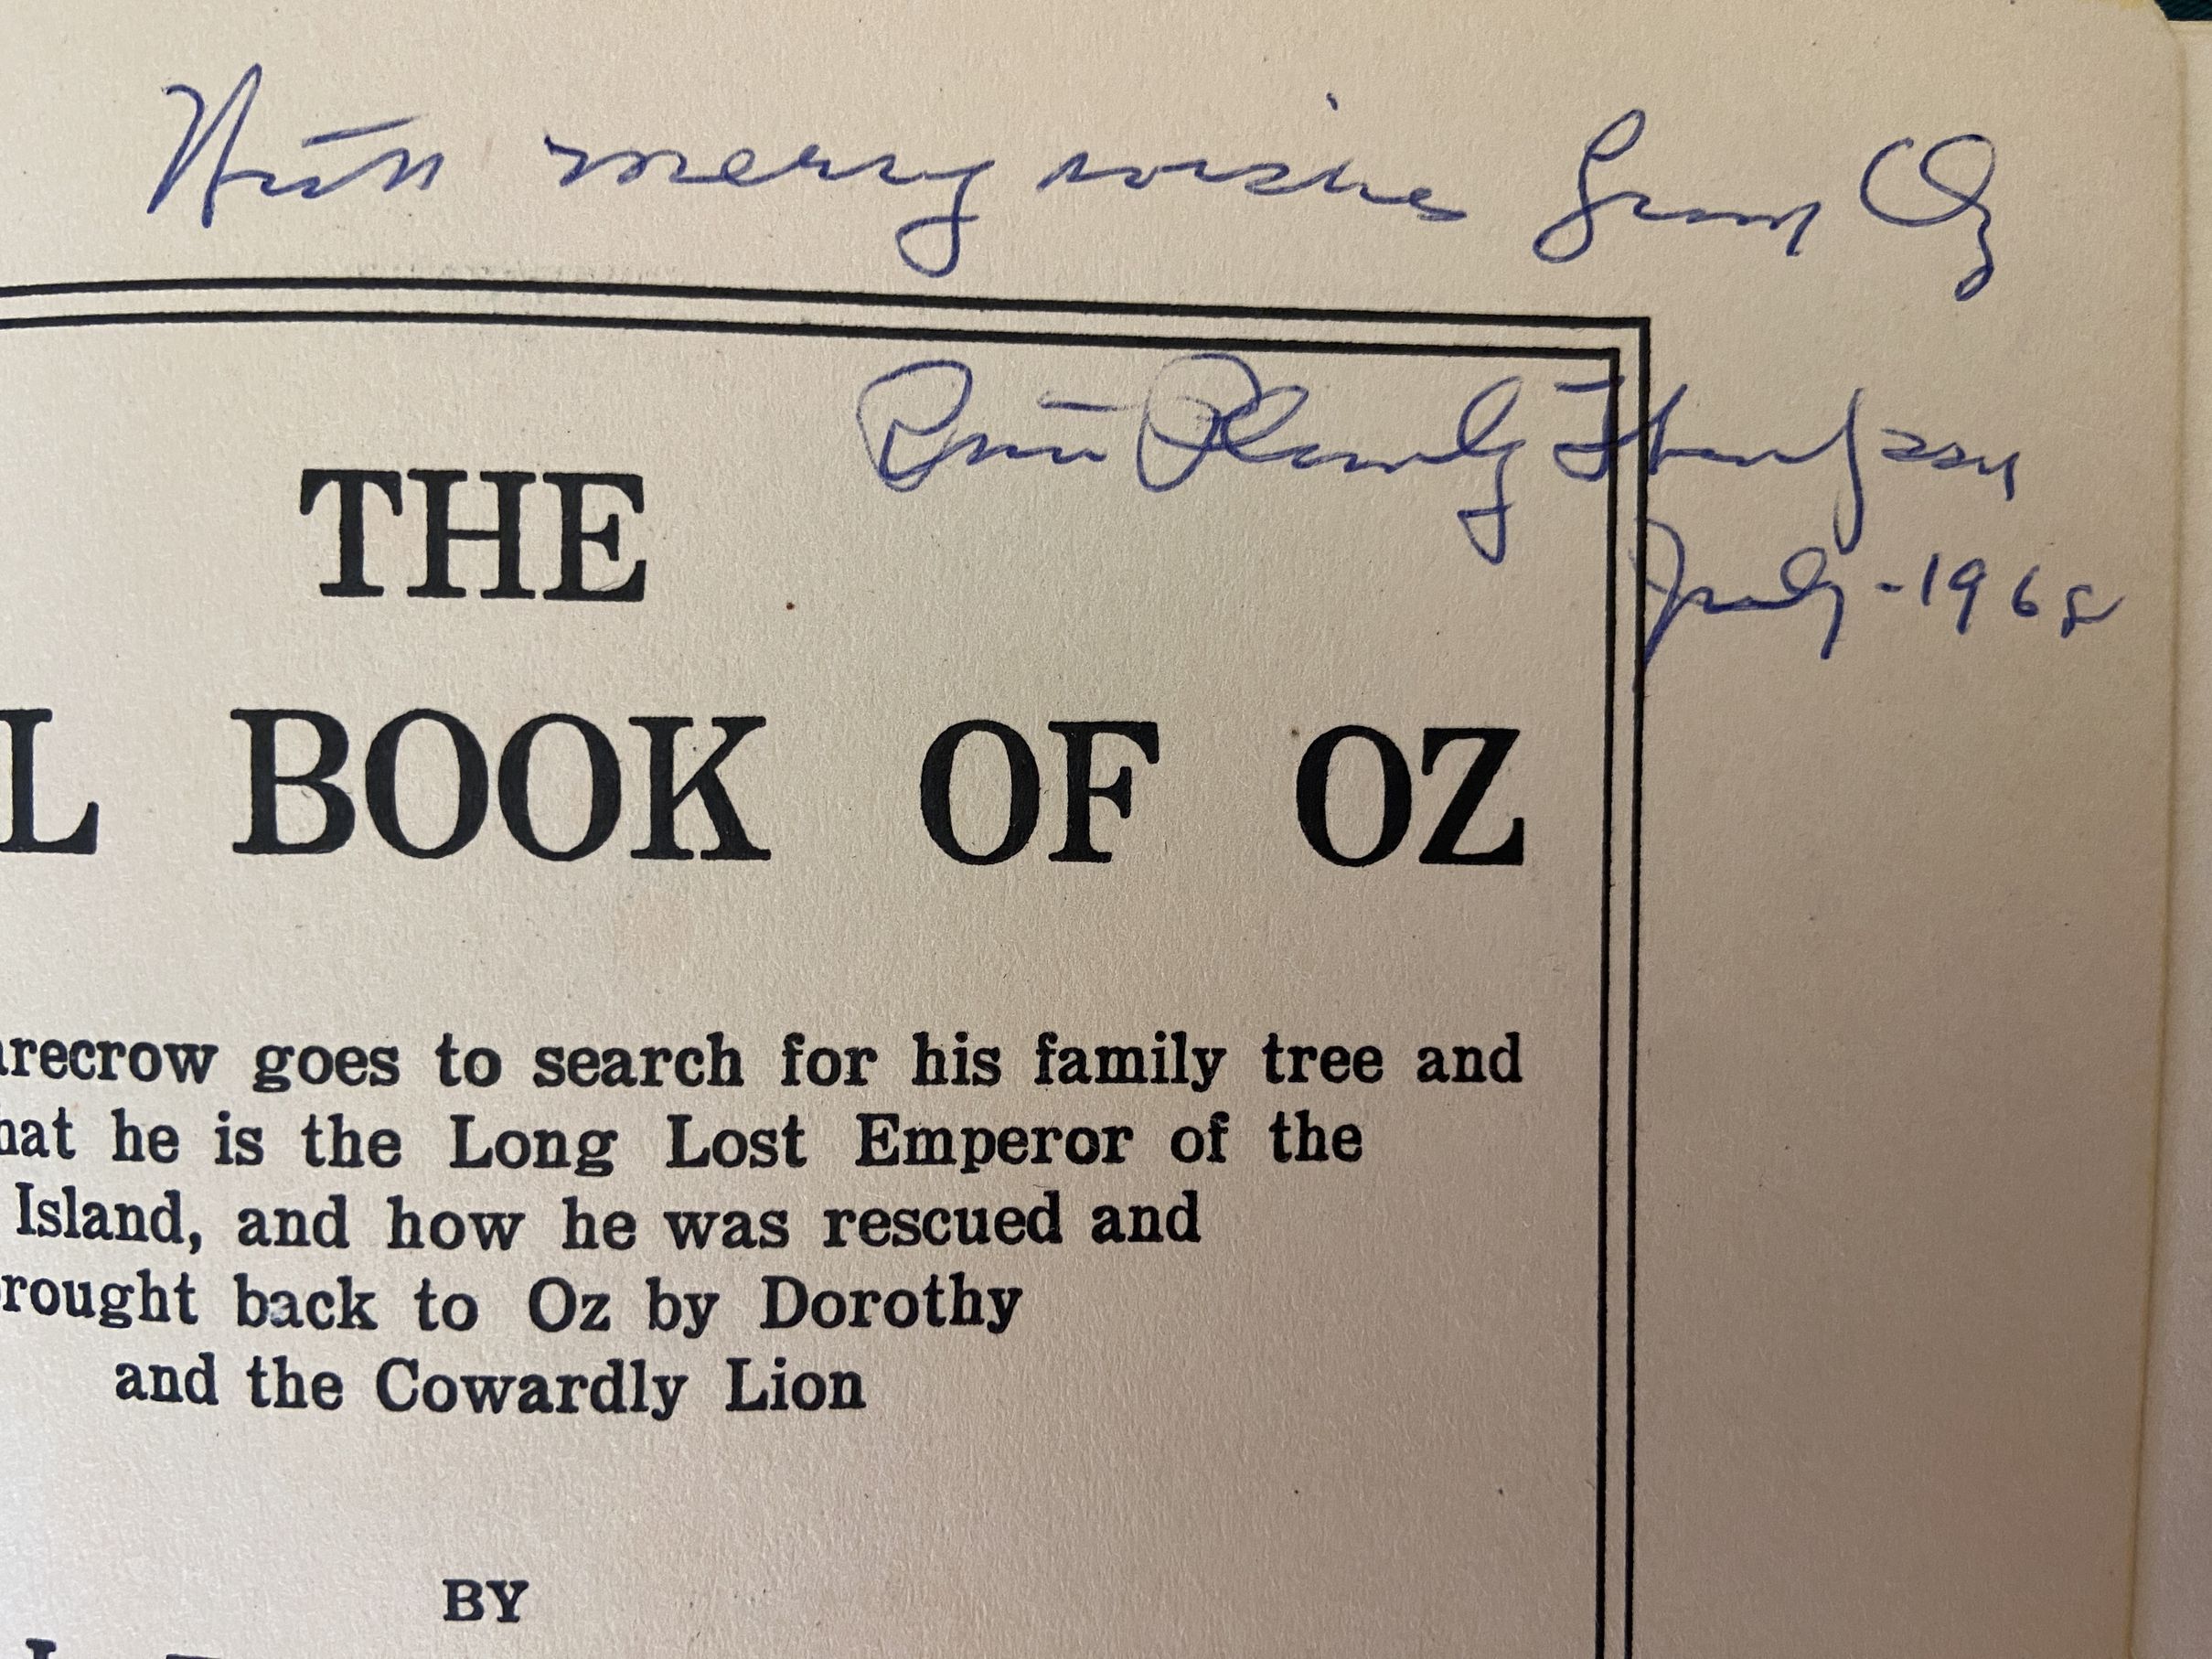 With merry wishes from Oz
Ruth Plumly Thompson
July - 1968
THE
L BOOK OF OZ
arecrow goes to search for his family tree and
hat he is the Long Lost Emperor of the
Island, and how he was rescued and
rought back to Oz by Dorothy
and the Cowardly Lion
BY